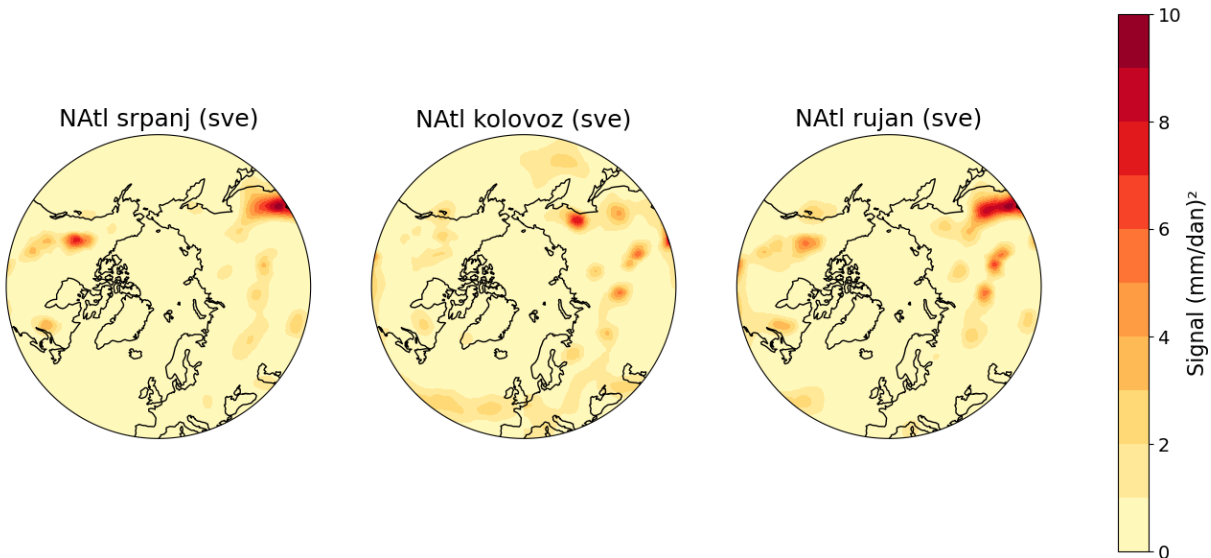 NAtl srpanj (sve)
NAtl kolovoz (sve)
NAtl rujan (sve)
10
8
6
4
2
0
Signal (mm/dan)²